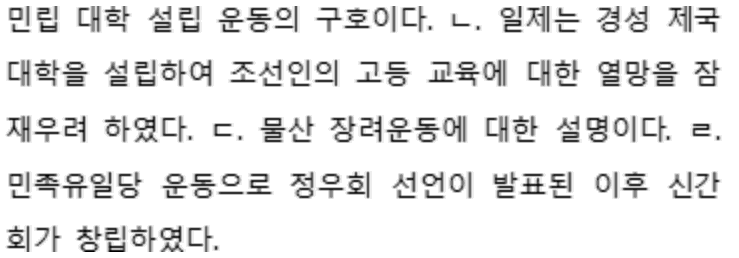 민립 대학 설립 운동의 구호이다. ㄴ. 일제는 경성 제국
대학을 설립하여 조선인의 고등 교육에 대한 열망을 잠
재우려 하였다. ㄷ. 물산 장려운동에 대한 설명이다. ㄹ.
민족유일당 운동으로 정우회 선언이 발표된 이후 신간
회가 창립하였다.